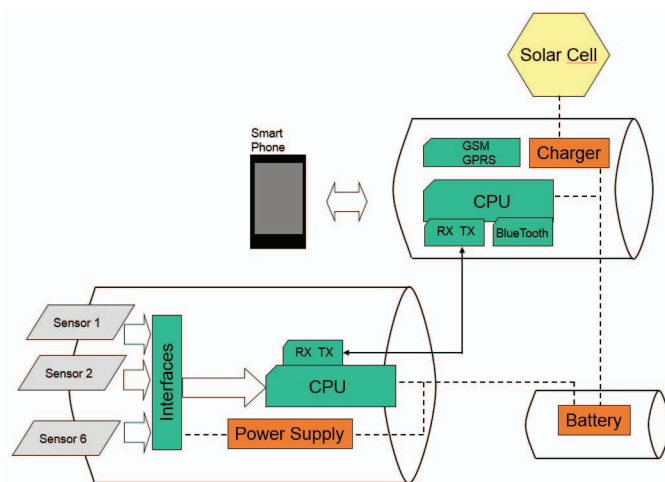 Solar Cell
Smart
Phone
GSM
GPRS
Charger
CPU
RX TX
BlueTooth
Sensor 1
Sensor 2
Sensor 6
Interfaces
RX TX
CPU
Power Supply
Battery